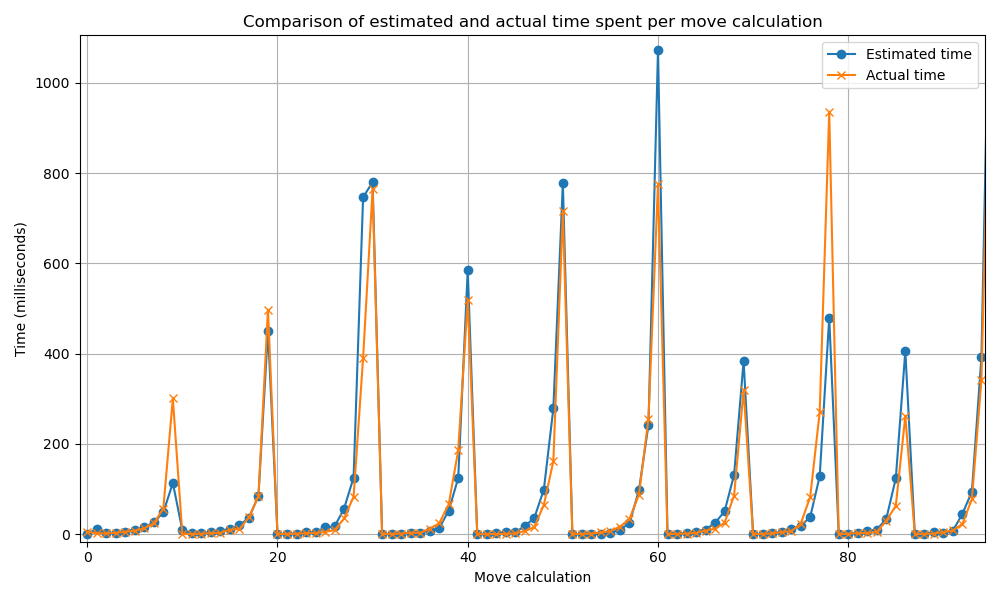 Comparison of estimated and actual time spent per move calculation
Estimated time
Actual time
Time (milliseconds)
1000
800
600
400
200
0
0 20 40 60 80
Move calculation